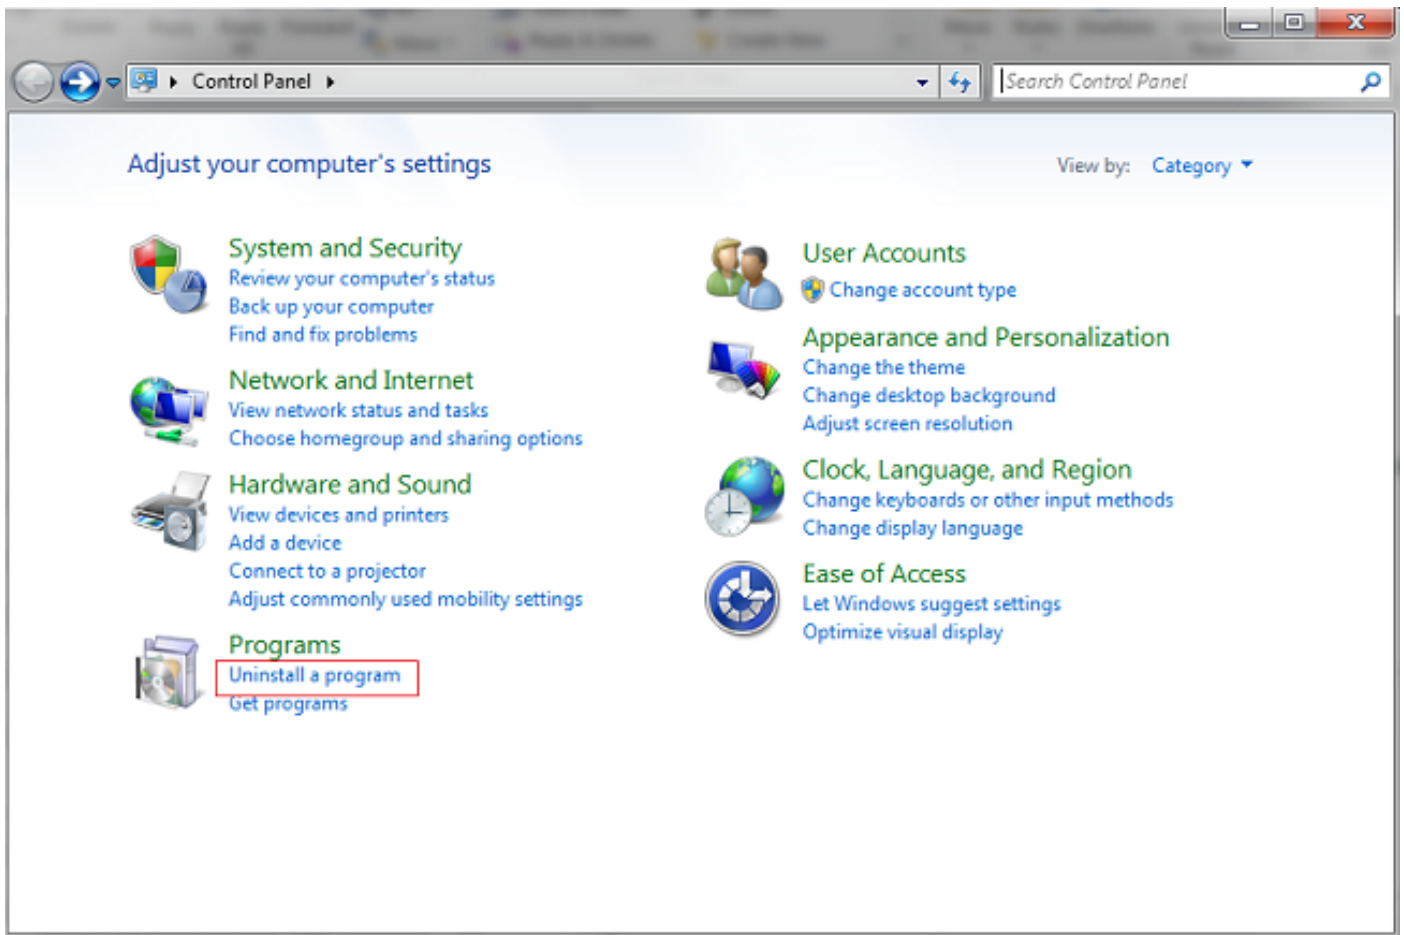 Control Panel
Search Control Panel
Adjust your computer's settings
View by: Category
System and Security
Review your computer's status
Back up your computer
Find and fix problems
Network and Internet
View network status and tasks
Choose homegroup and sharing options
Hardware and Sound
View devices and printers
Add a device
Connect to a projector
Adjust commonly used mobility settings
Programs
Uninstall a program
Get programs
User Accounts
Change account type
Appearance and Personalization
Change the theme
Change desktop background
Adjust screen resolution
Clock, Language, and Region
Change keyboards or other input methods
Change display language
Ease of Access
Let Windows suggest settings
Optimize visual display